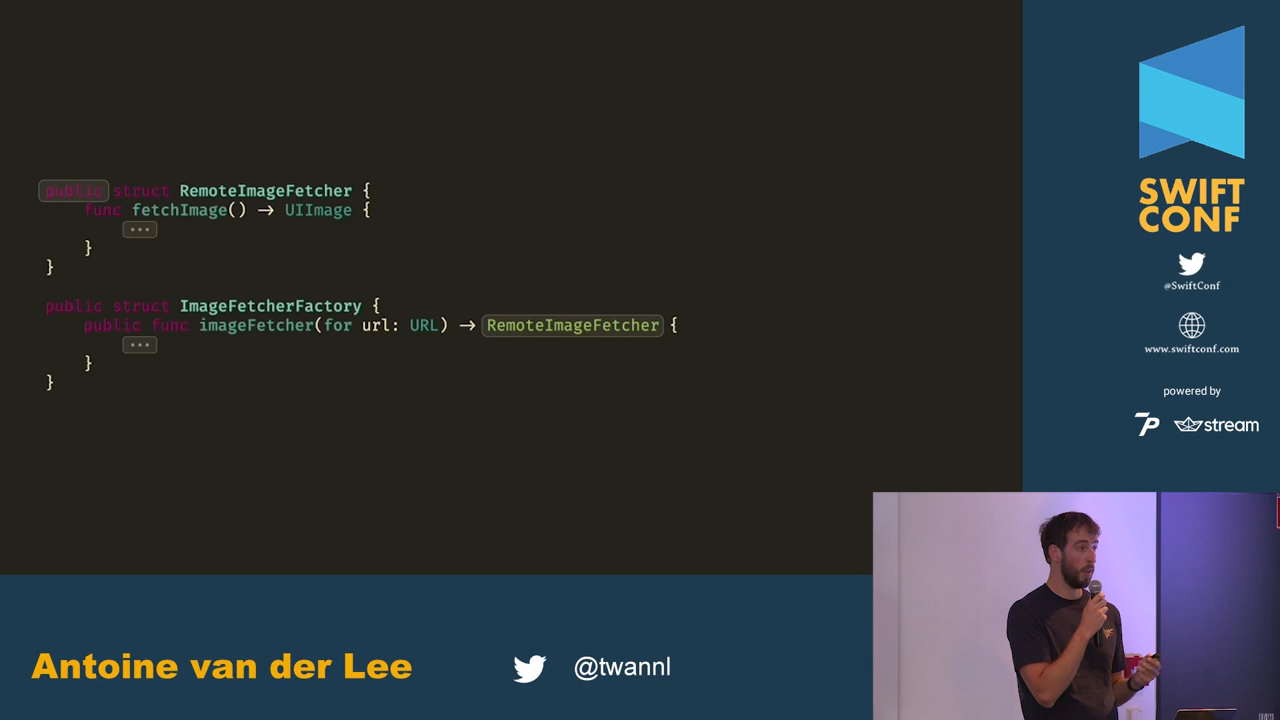 public struct RemoteImageFetcher {
func fetchImage() → UIImage {
•••
}
}
public struct ImageFetcherFactory {
public func imageFetcher(for url: URL) → RemoteImageFetcher {
•••
}
}
SWIFT
CONF
@SwiftConf
www.swiftconf.com
powered by
7P stream
Antoine van der Lee
@twannl